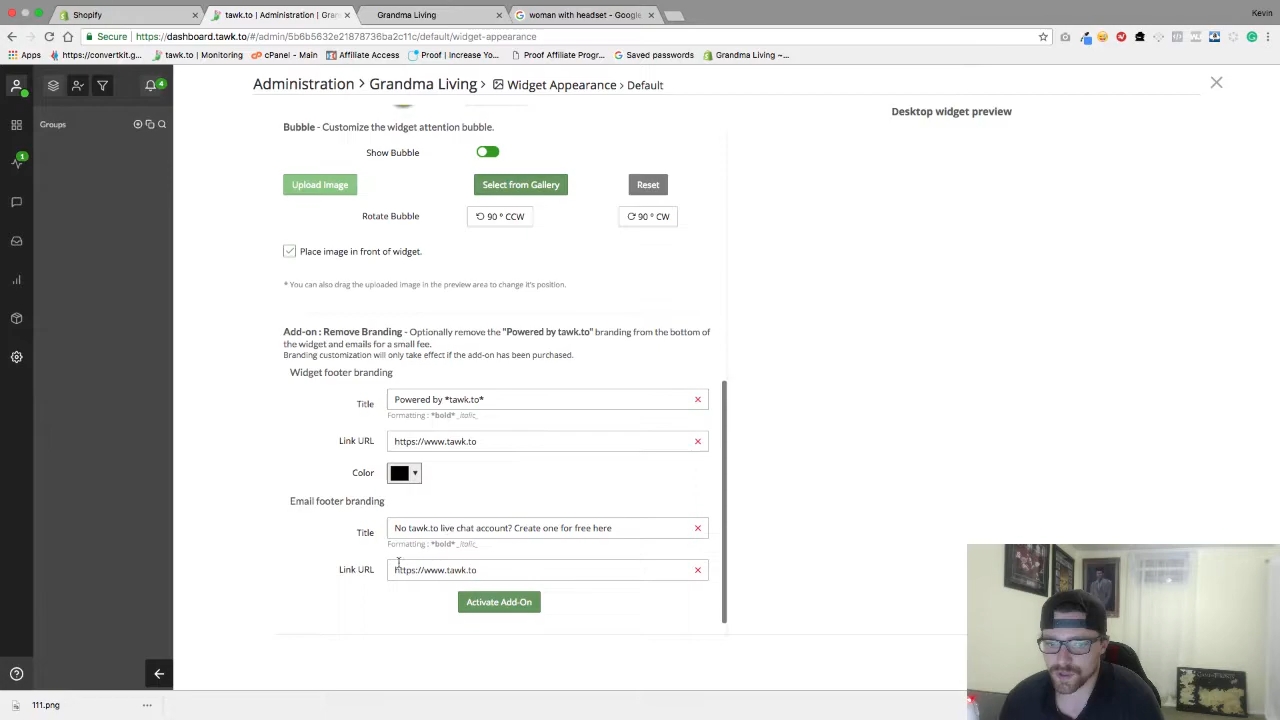 Shopify
tawk.to | Administration | Gran
Grandma Living
woman with headset - Google
Kevin
Secure
https://dashboard.tawk.to/#/admin/5b6b5632e21878736ba2c11c/default/widget-appearance
Apps
https://convertkit.g...
tawk.to | Monitoring
cPanel - Main
Affiliate Access
Proof | Increase Yo...
Proof Affiliate Prog...
Saved passwords
Grandma Living ~...
4
Administration > Grandma Living > Widget Appearance > Default
Desktop widget preview
Groups
1
Bubble - Customize the widget attention bubble.
Show Bubble
Upload Image
Select from Gallery
Reset
Rotate Bubble
90 ° CCW
90 ° CW
Place image in front of widget.
* You can also drag the uploaded image in the preview area to change it's position.
Add-on : Remove Branding - Optionally remove the "Powered by tawk.to" branding from the bottom of
the widget and emails for a small fee.
Branding customization will only take effect if the add-on has been purchased.
Widget footer branding
Title
Powered by *tawk.to*
Formatting : *bold* _italic_
Link URL
https://www.tawk.to
Color
Email footer branding
Title
No tawk.to live chat account? Create one for free here
Formatting : *bold* _italic_
Link URL
https://www.tawk.to
Activate Add-On
111.png